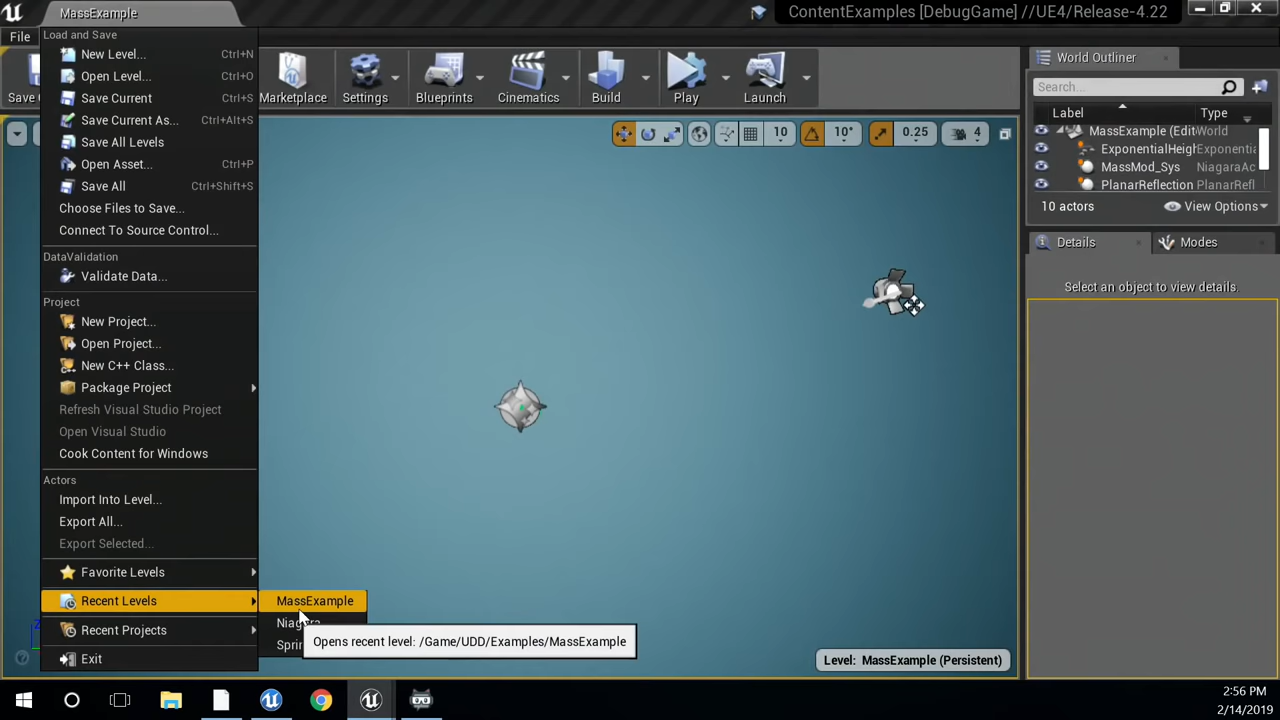 MassExample
ContentExamples [DebugGame] //UE4/Release-4.22
File
Load and Save
New Level... Ctrl+N
Open Level... Ctrl+O
Save Current Ctrl+S
Save Current As... Ctrl+Alt+S
Save All Levels
Open Asset... Ctrl+P
Save All Ctrl+Shift+S
Choose Files to Save...
Connect To Source Control...
DataValidation
Validate Data...
Project
New Project...
Open Project...
New C++ Class...
Package Project
Refresh Visual Studio Project
Open Visual Studio
Cook Content for Windows
Actors
Import Into Level...
Export All...
Export Selected...
Favorite Levels
Recent Levels
Recent Projects
Exit
MassExample
Niagara
Sprin
Opens recent level: /Game/UDD/Examples/MassExample
Marketplace
Settings
Blueprints
Cinematics
Build
Play
Launch
10
10°
0.25
4
Level: MassExample (Persistent)
World Outliner
Search...
Label Type
MassExample (Edit World
ExponentialHeigh Exponentia
MassMod_Sys NiagaraAc
PlanarReflection PlanarRefl
10 actors View Options
Details Modes
Select an object to view details.
2:56 PM
2/14/2019